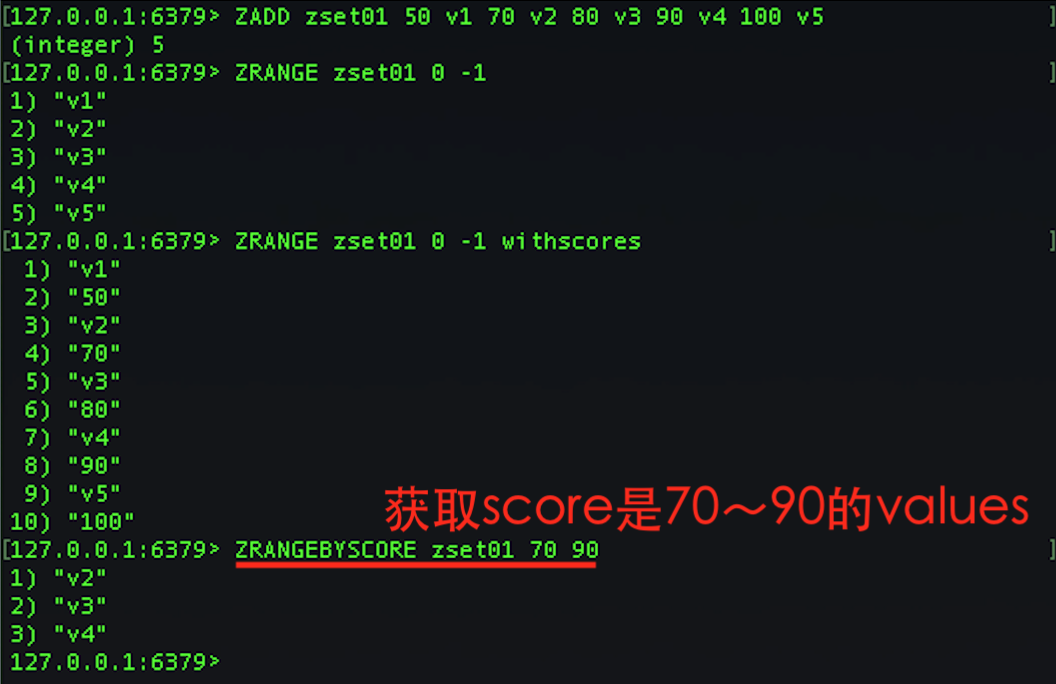 [127.0.0.1:6379> ZADD zset01 50 v1 70 v2 80 v3 90 v4 100 v5 ]
(integer) 5
[127.0.0.1:6379> ZRANGE zset01 0 -1 ]
1) "v1"
2) "v2"
3) "v3"
4) "v4"
5) "v5"
[127.0.0.1:6379> ZRANGE zset01 0 -1 withscores ]
1) "v1"
2) "50"
3) "v2"
4) "70"
5) "v3"
6) "80"
7) "v4"
8) "90"
9) "v5"
10) "100"
获取score是70～90的values
[127.0.0.1:6379> ZRANGEBYSCORE zset01 70 90 ]
1) "v2"
2) "v3"
3) "v4"
127.0.0.1:6379>